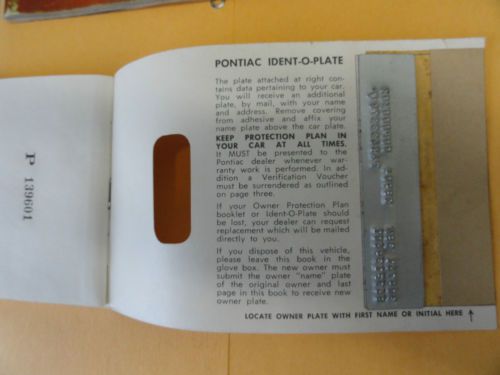 PONTIAC IDENT-O-PLATE
The plate attached at right con-
tains data pertaining to your car.
You will receive an additional
plate, by mail, with your name
and address. Remove covering
from adhesive and affix your
name plate above the car plate.
KEEP PROTECTION PLAN IN
YOUR CAR AT ALL TIMES.
It MUST be presented to the
Pontiac dealer whenever war-
ranty work is performed. In ad-
dition a Verification Voucher
must be surrendered as outlined
on page three.
If your Owner Protection Plan
booklet or Ident-O-Plate should
be lost, your dealer can request
replacement which will be mailed
directly to you.
If you dispose of this vehicle,
please leave this book in the
glove box. The new owner must
submit the owner "name" plate
of the original owner and last
page in this book to receive new
owner plate.
LOCATE OWNER PLATE WITH FIRST NAME OR INITIAL HERE ↑
P 139601